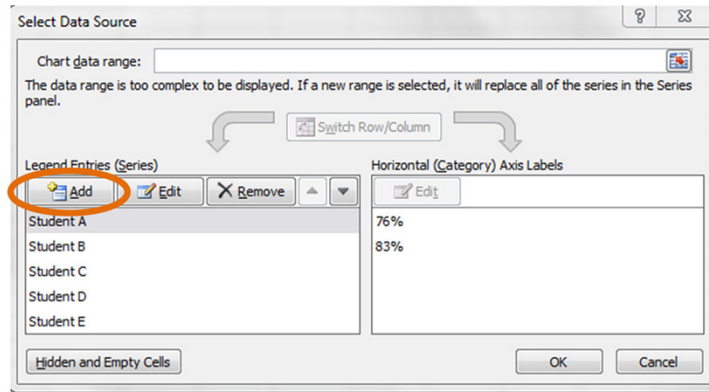 Select Data Source
Chart data range:
The data range is too complex to be displayed. If a new range is selected, it will replace all of the series in the Series
panel.
Switch Row/Column
Legend Entries (Series)
Add Edit Remove
Student A
Student B
Student C
Student D
Student E
Horizontal (Category) Axis Labels
Edit
76%
83%
Hidden and Empty Cells
OK Cancel